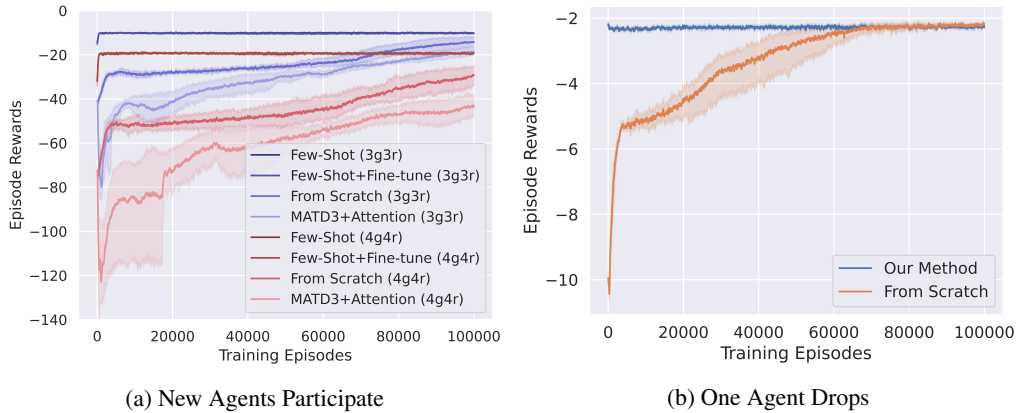 0
−20
−40
−60
−80
−100
−120
−140
Episode Rewards
Few-Shot (3g3r)
Few-Shot+Fine-tune (3g3r)
From Scratch (3g3r)
MATD3+Attention (3g3r)
Few-Shot (4g4r)
Few-Shot+Fine-tune (4g4r)
From Scratch (4g4r)
MATD3+Attention (4g4r)
0 20000 40000 60000 80000 100000
Training Episodes
(a) New Agents Participate
−2
−4
−6
−8
−10
Episode Rewards
Our Method
From Scratch
0 20000 40000 60000 80000 100000
Training Episodes
(b) One Agent Drops